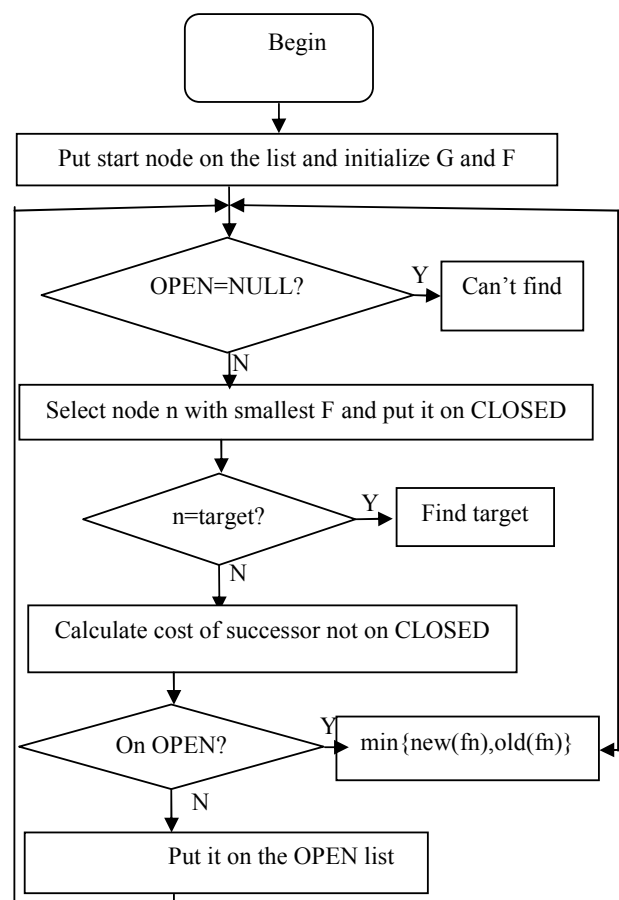 Begin
Put start node on the list and initialize G and F
OPEN=NULL?
Y
Can't find
N
Select node n with smallest F and put it on CLOSED
n=target?
Y
Find target
N
Calculate cost of successor not on CLOSED
On OPEN?
Y
min{new(fn),old(fn)}
N
Put it on the OPEN list